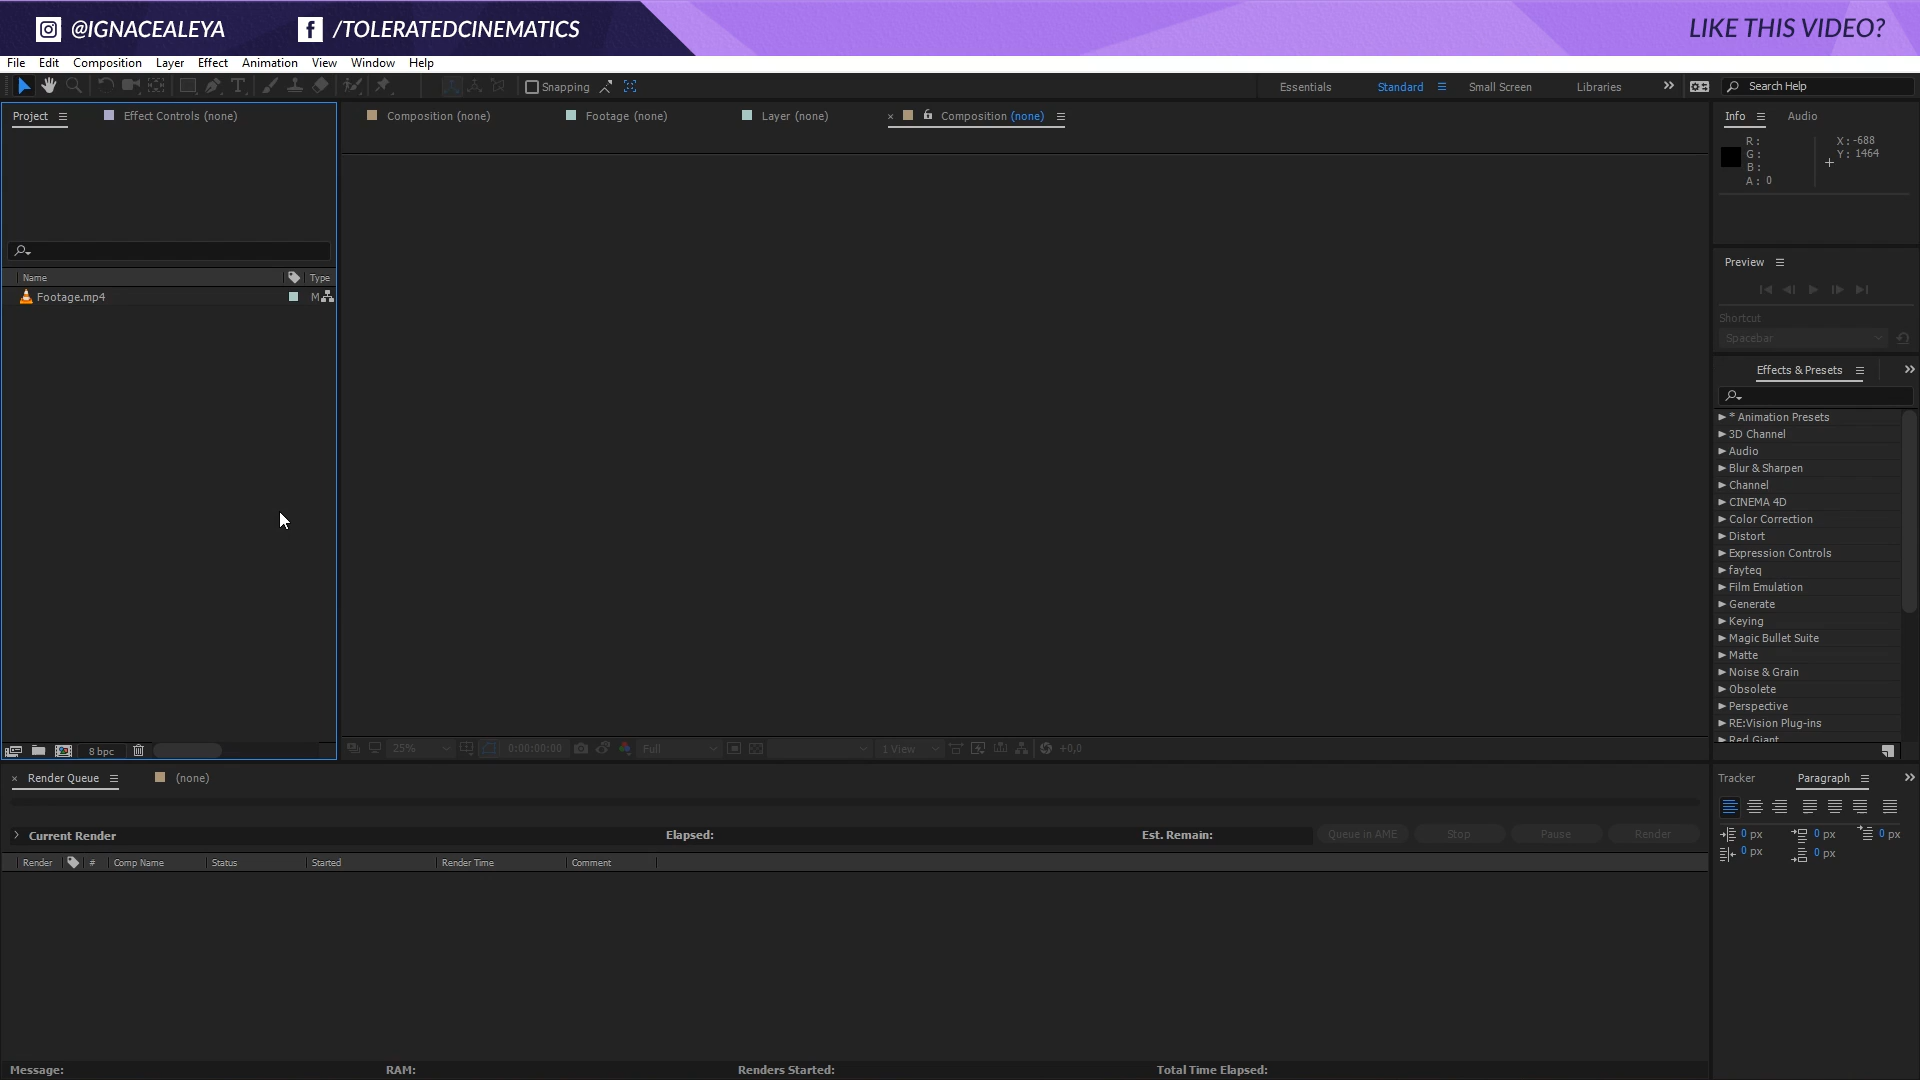 @IGNACEALEYA /TOLERATEDCINEMATICS LIKE THIS VIDEO?
File Edit Composition Layer Effect Animation View Window Help
Snapping Essentials Standard Small Screen Libraries Search Help
Project Effect Controls (none) Composition (none) Footage (none) Layer (none) × Composition (none) Info Audio
R: X: -688
G: Y: 1464
B:
A: 0
Preview
Name Type
Footage.mp4 M
Shortcut
Spacebar
Effects & Presets
* Animation Presets
3D Channel
Audio
Blur & Sharpen
Channel
CINEMA 4D
Color Correction
Distort
Expression Controls
fayteq
Film Emulation
Generate
Keying
Magic Bullet Suite
Matte
Noise & Grain
Obsolete
Perspective
RE:Vision Plug-ins
Red Giant
8 bpc 25% 0:00:00:00 Full 1 View +0,0
× Render Queue (none) Tracker Paragraph
Current Render Elapsed: Est. Remain: Queue in AME Stop Pause Render
0 px 0 px 0 px
0 px 0 px
Render # Comp Name Status Started Render Time Comment
Message: RAM: Renders Started: Total Time Elapsed: